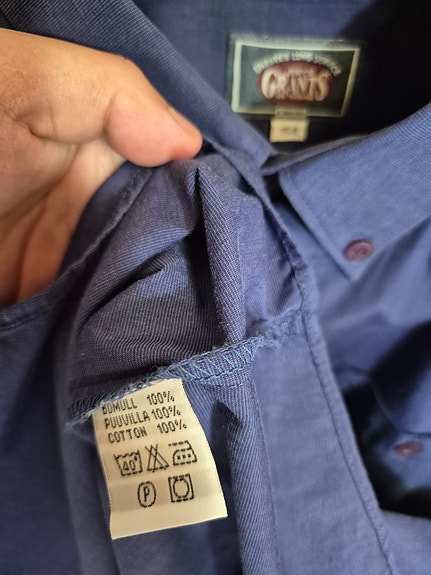 GRANTS
BOMULL 100%
PUUVILLA 100%
COTTON 100%
40°
P